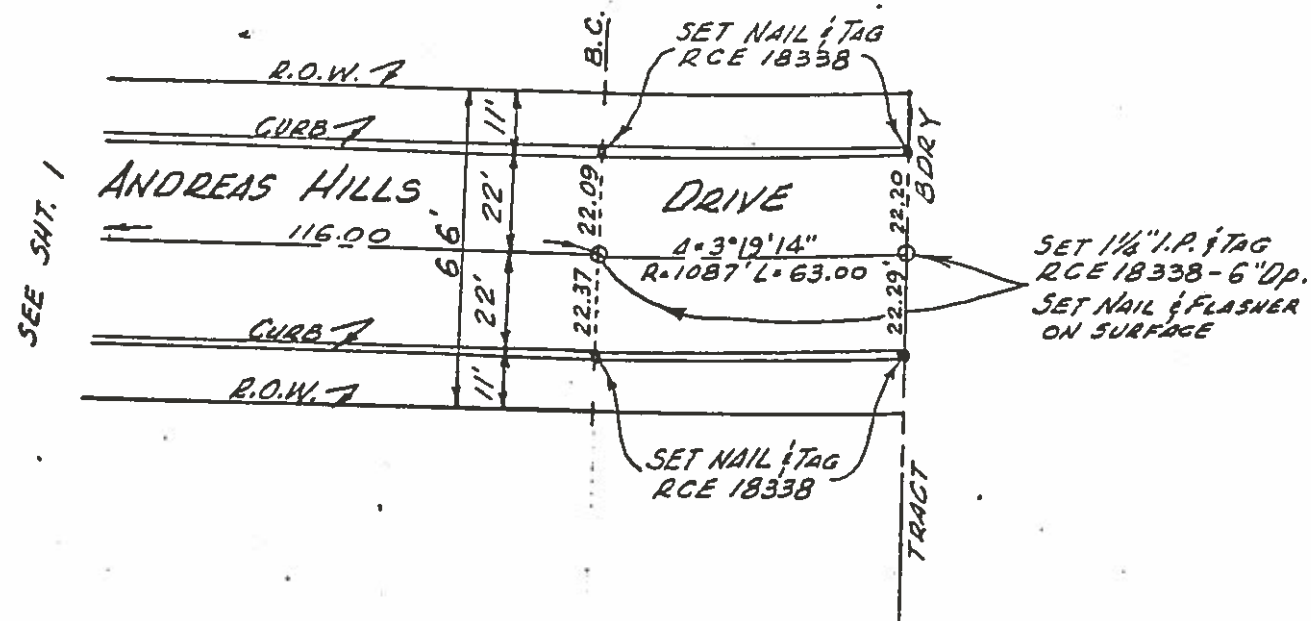 B.C.
SET NAIL & TAG
RCE 18338
R.O.W.
CURB
11'
BDRY
SEE SHT. 1
ANDREAS HILLS DRIVE
22'
22.09
22.20
66'
116.00
Δ=3°19'14"
R=1087' L=63.00
SET 1½" I.P. & TAG
RCE 18338-6" DP.
SET NAIL & FLASHER
ON SURFACE
22'
22.37
22.29'
CURB
11'
R.O.W.
SET NAIL & TAG
RCE 18338
TRACT